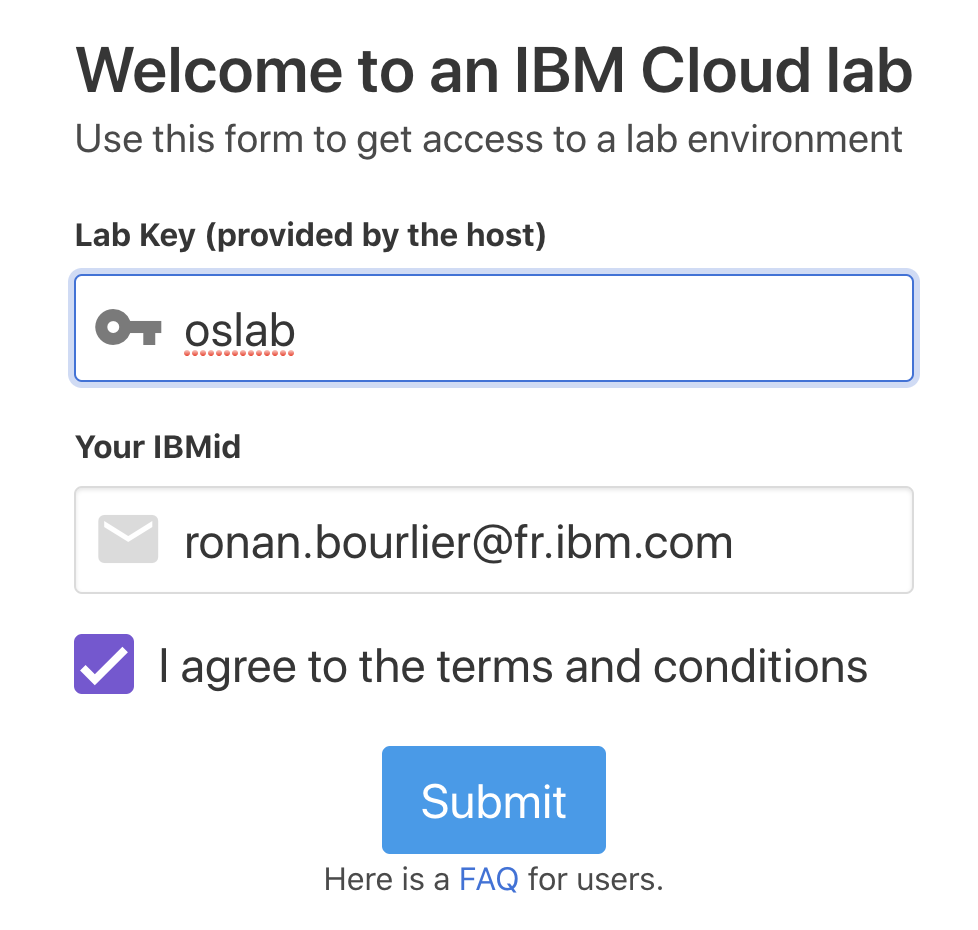 Welcome to an IBM Cloud lab
Use this form to get access to a lab environment
Lab Key (provided by the host)
oslab
Your IBMid
ronan.bourlier@fr.ibm.com
I agree to the terms and conditions
Submit
Here is a FAQ for users.